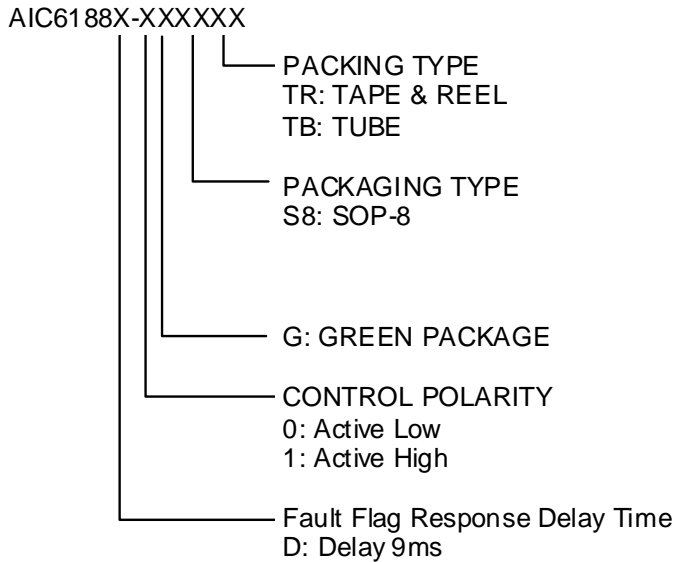 AIC6188X-XXXXXX
PACKING TYPE
TR: TAPE & REEL
TB: TUBE
PACKAGING TYPE
S8: SOP-8
G: GREEN PACKAGE
CONTROL POLARITY
0: Active Low
1: Active High
Fault Flag Response Delay Time
D: Delay 9ms